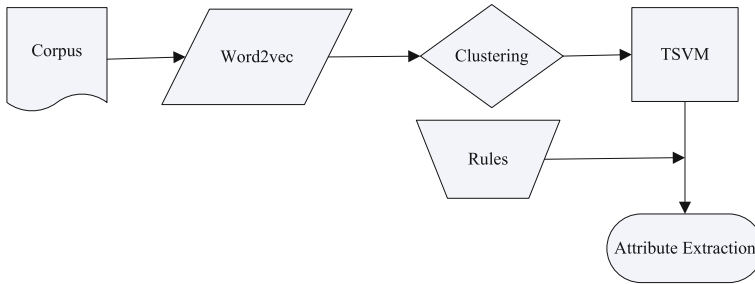 Corpus
Word2vec
Clustering
TSVM
Rules
Attribute Extraction